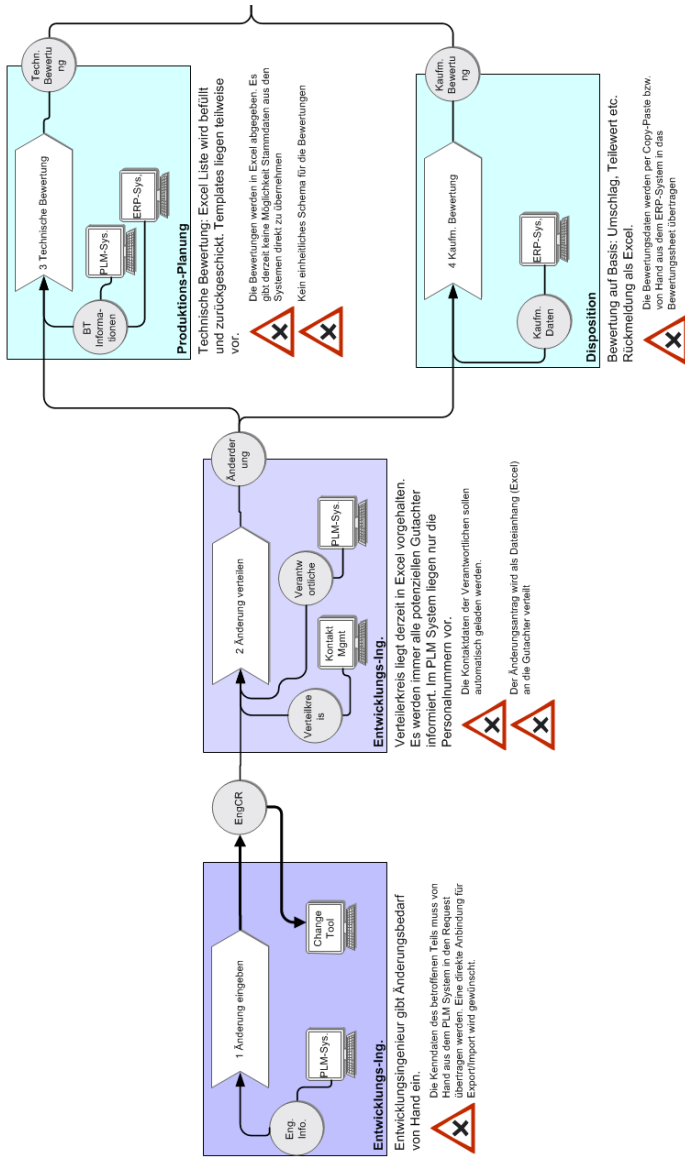 1 Änderung eingeben
Eng.
Info.
PLM-Sys.
Change
Tool
Entwicklungs-Ing.
Entwicklungsingenieur gibt Änderungsbedarf
von Hand ein.
Die Kenndaten des betroffenen Teils muss von
Hand aus dem PLM System in den Request
übertragen werden. Eine direkte Anbindung für
Export/Import wird gewünscht.
EngCR
2 Änderung verteilen
Verteilkre
is
Kontakt
Mgmt
Verantw
ortliche
PLM-Sys.
Entwicklungs-Ing.
Verteilerkreis liegt derzeit in Excel vorgehalten.
Es werden immer alle potenziellen Gutachter
informiert. Im PLM System liegen nur die
Personalnummern vor.
Die Kontaktdaten der Verantwortlichen sollen
automatisch geladen werden.
Der Änderungsantrag wird als Dateianhang (Excel)
an die Gutachter verteilt
Änderder
ung
3 Technische Bewertung
BT
Informa-
tionen
PLM-Sys.
ERP-Sys,
Techn.
Bewertu
ng
Produktions-Planung
Technische Bewertung: Excel Liste wird befüllt
und zurückgeschickt. Templates liegen teilweise
vor.
Die Bewertungen werden in Excel abgegeben. Es
gibt derzeit keine Möglichkeit Stammdaten aus den
Systemen direkt zu übernehmen
Kein einheitliches Schema für die Bewertungen
4 Kaufm. Bewertung
Kaufm.
Daten
ERP-Sys,
Kaufm.
Bewertu
ng
Disposition
Bewertung auf Basis: Umschlag, Teilewert etc.
Rückmeldung als Excel.
Die Bewertungsdaten werden per Copy-Paste bzw.
von Hand aus dem ERP-System in das
Bewertungssheet übertragen